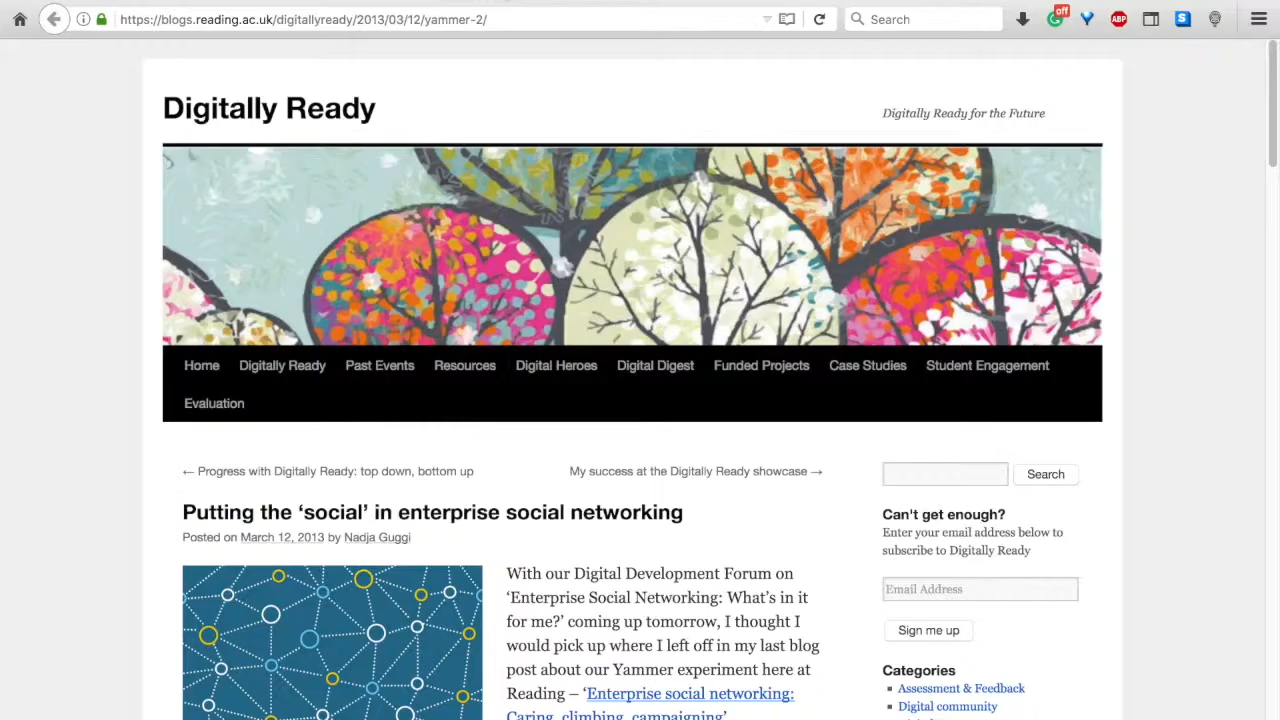 https://blogs.reading.ac.uk/digitallyready/2013/03/12/yammer-2/
Search
off
ABP
S
Digitally Ready
Digitally Ready for the Future
Home Digitally Ready Past Events Resources Digital Heroes Digital Digest Funded Projects Case Studies Student Engagement
Evaluation
← Progress with Digitally Ready: top down, bottom up
My success at the Digitally Ready showcase →
Putting the ‘social’ in enterprise social networking
Posted on March 12, 2013 by Nadja Guggi
With our Digital Development Forum on
‘Enterprise Social Networking: What’s in it
for me?’ coming up tomorrow, I thought I
would pick up where I left off in my last blog
post about our Yammer experiment here at
Reading – ‘Enterprise social networking:
Caring, climbing, campaigning’
Search
Can't get enough?
Enter your email address below to
subscribe to Digitally Ready
Email Address
Sign me up
Categories
Assessment & Feedback
Digital community